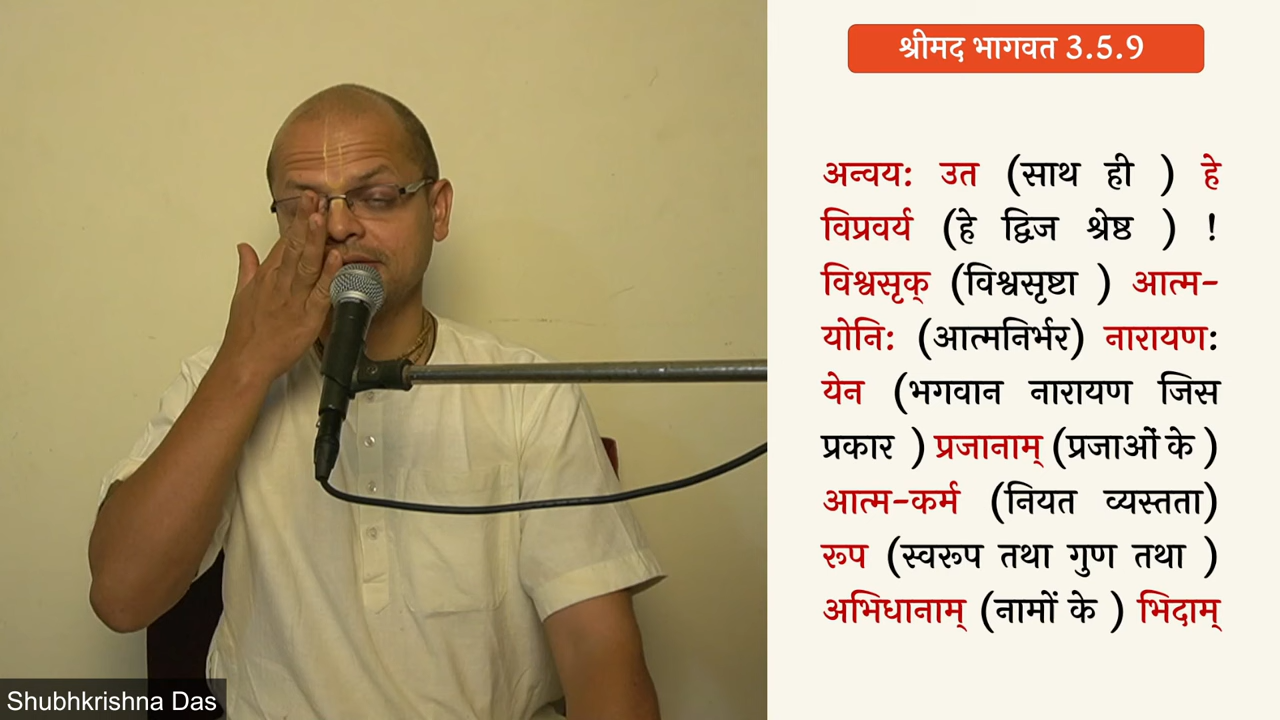 श्रीमद भागवत 3.5.9
अन्वय: उत (साथ ही ) हे
विप्रवर्य (हे द्विज श्रेष्ठ ) !
विश्वसृक् (विश्वसृष्टा ) आत्म-
योनि: (आत्मनिर्भर) नारायण:
येन (भगवान नारायण जिस
प्रकार ) प्रजानाम् (प्रजाओं के )
आत्म-कर्म (नियत व्यस्तता)
रूप (स्वरूप तथा गुण तथा )
अभिधानाम् (नामों के ) भिदाम्
Shubhkrishna Das